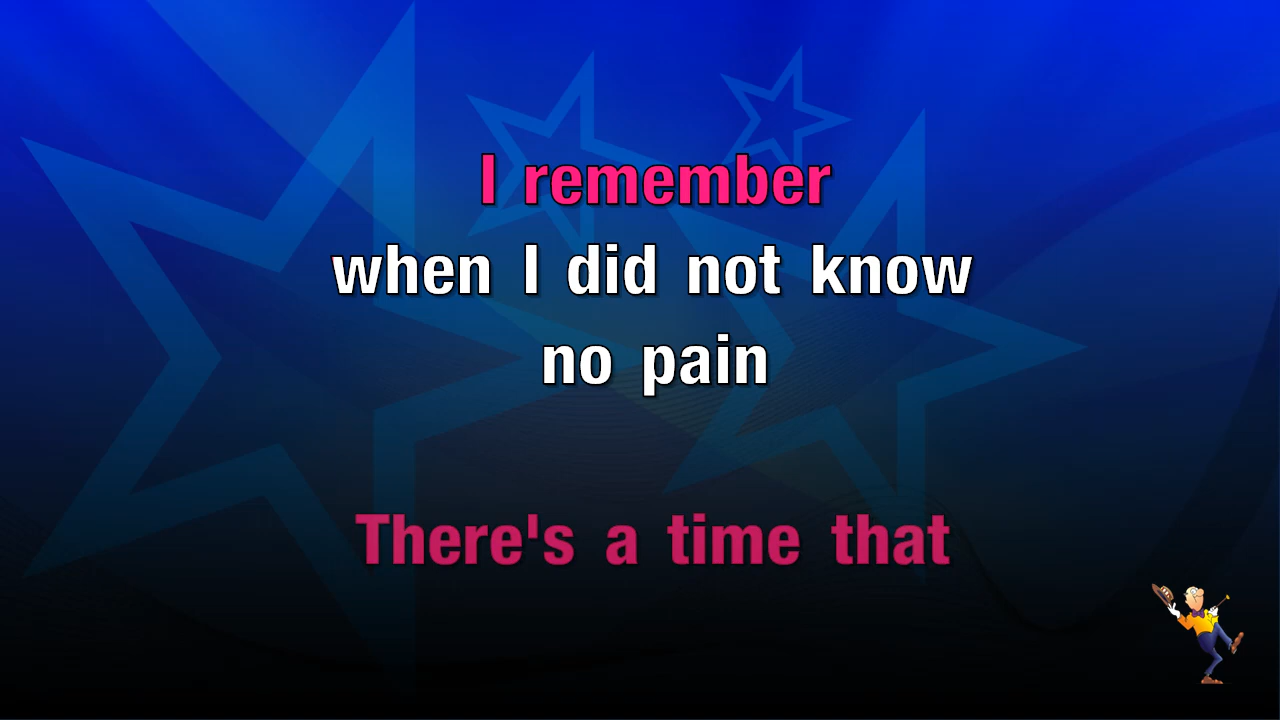 I remember
when I did not know
no pain
There's a time that